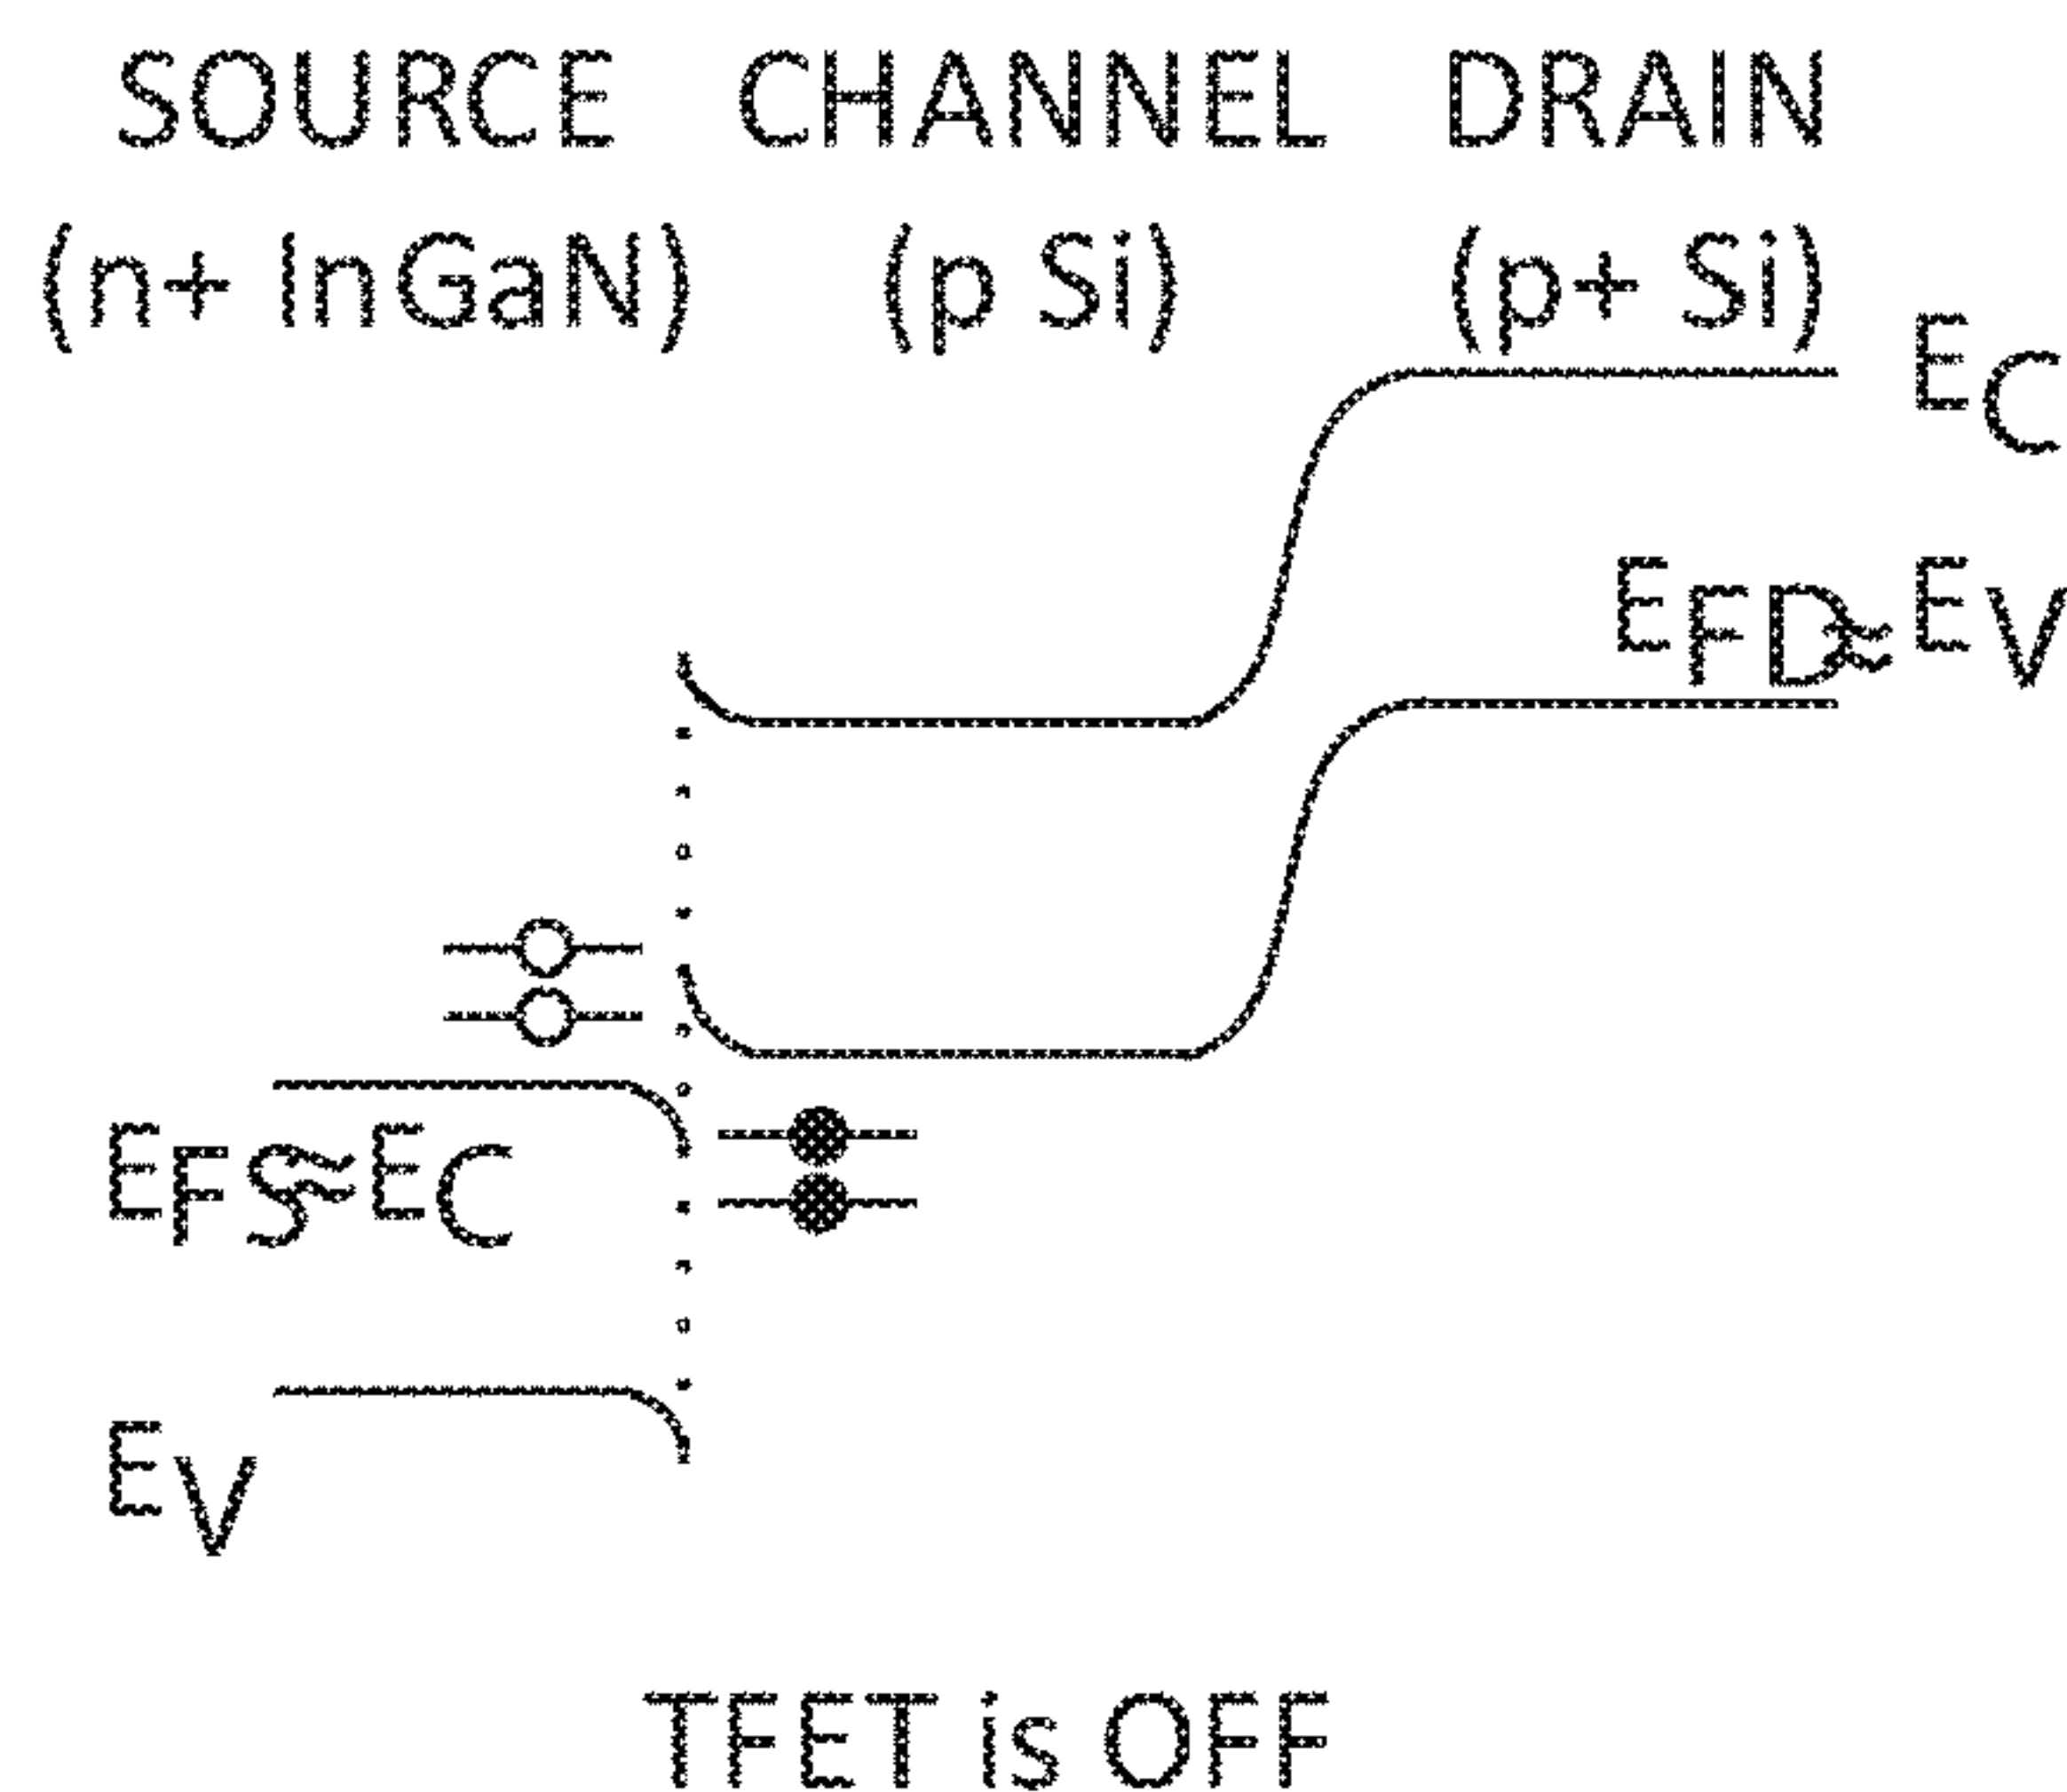 SOURCE CHANNEL DRAIN
(n+ InGaN) (p Si) (p+ Si)
EC
EFD≈EV
EFS≈EC
EV
TFET is OFF